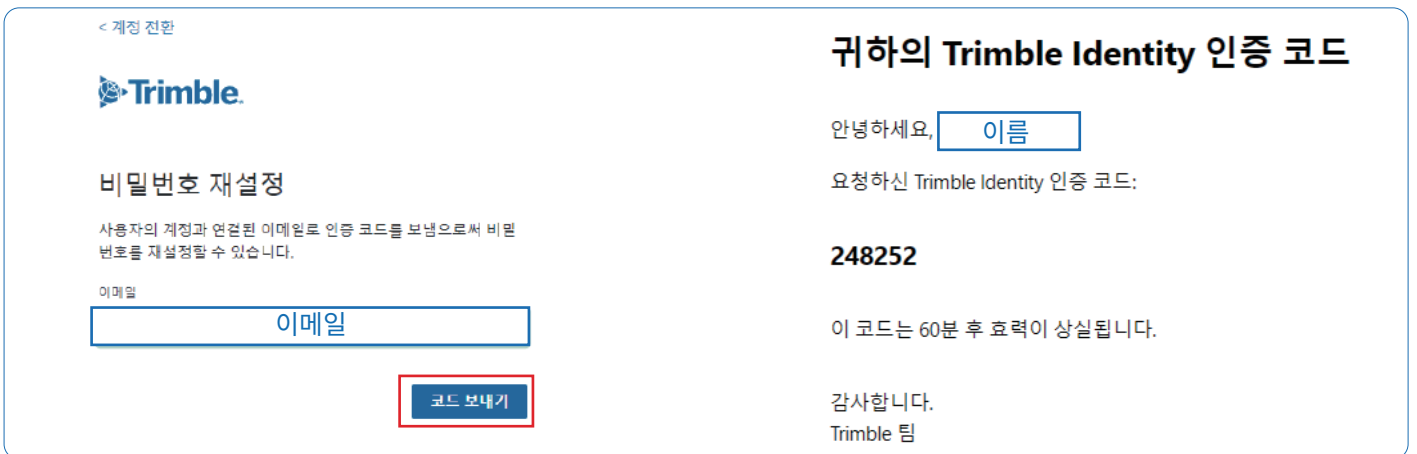 < 계정 전환
Trimble.
비밀번호 재설정
사용자의 계정과 연결된 이메일로 인증 코드를 보냄으로써 비밀
번호를 재설정할 수 있습니다.
이메일
이메일
코드 보내기
귀하의 Trimble Identity 인증 코드
안녕하세요, 이름
요청하신 Trimble Identity 인증 코드:
248252
이 코드는 60분 후 효력이 상실됩니다.
감사합니다.
Trimble 팀